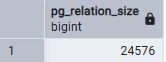 pg_relation_size
bigint
1
24576